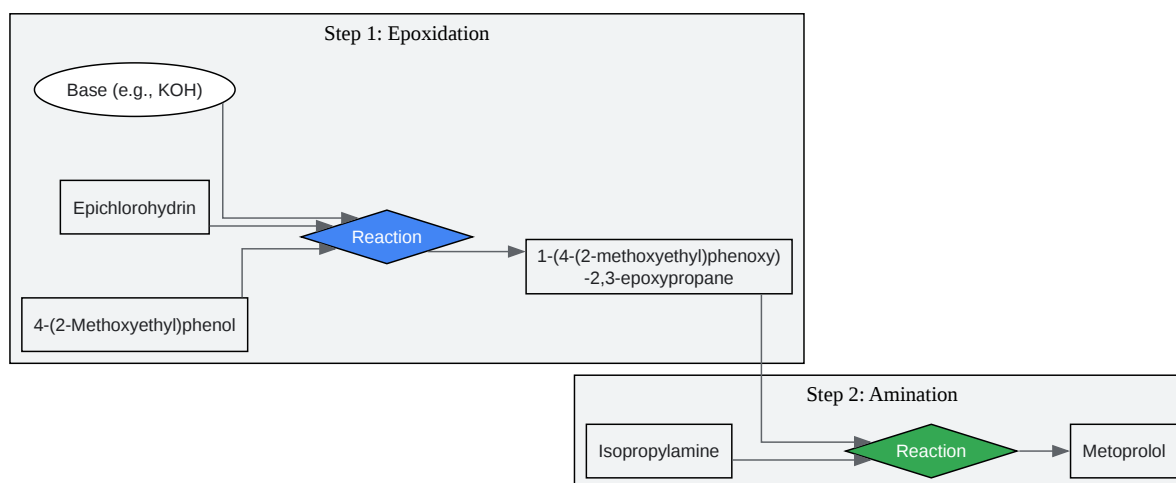 Step 1: Epoxidation
Base (e.g., KOH)
Epichlorohydrin
Reaction
4-(2-Methoxyethyl)phenol
1-(4-(2-methoxyethyl)phenoxy)
-2,3-epoxypropane
Step 2: Amination
Isopropylamine
Reaction
Metoprolol